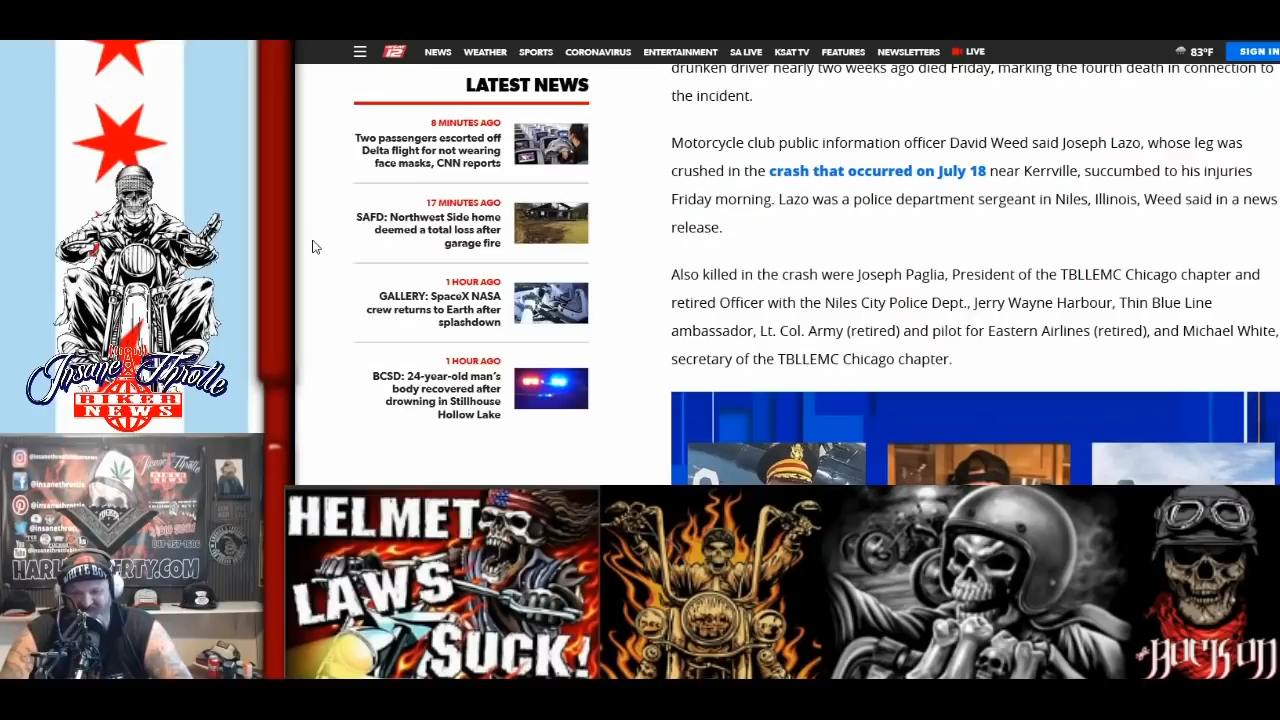 NEWS WEATHER SPORTS CORONAVIRUS ENTERTAINMENT SA LIVE KSAT TV FEATURES NEWSLETTERS LIVE 83°F SIGN IN
LATEST NEWS
8 MINUTES AGO
Two passengers escorted off
Delta flight for not wearing
face masks, CNN reports
17 MINUTES AGO
SAFD: Northwest Side home
deemed a total loss after
garage fire
1 HOUR AGO
GALLERY: SpaceX NASA
crew returns to Earth after
splashdown
1 HOUR AGO
BCSD: 24-year-old man’s
body recovered after
drowning in Stillhouse
Hollow Lake
drunken driver nearly two weeks ago died Friday, marking the fourth death in connection to
the incident.
Motorcycle club public information officer David Weed said Joseph Lazo, whose leg was
crushed in the crash that occurred on July 18 near Kerrville, succumbed to his injuries
Friday morning. Lazo was a police department sergeant in Niles, Illinois, Weed said in a news
release.
Also killed in the crash were Joseph Paglia, President of the TBLLEMC Chicago chapter and
retired Officer with the Niles City Police Dept., Jerry Wayne Harbour, Thin Blue Line
ambassador, Lt. Col. Army (retired) and pilot for Eastern Airlines (retired), and Michael White,
secretary of the TBLLEMC Chicago chapter.
Insane Throttle
BIKER
NEWS
WHITE BOY
HELMET
LAWS
SUCK!